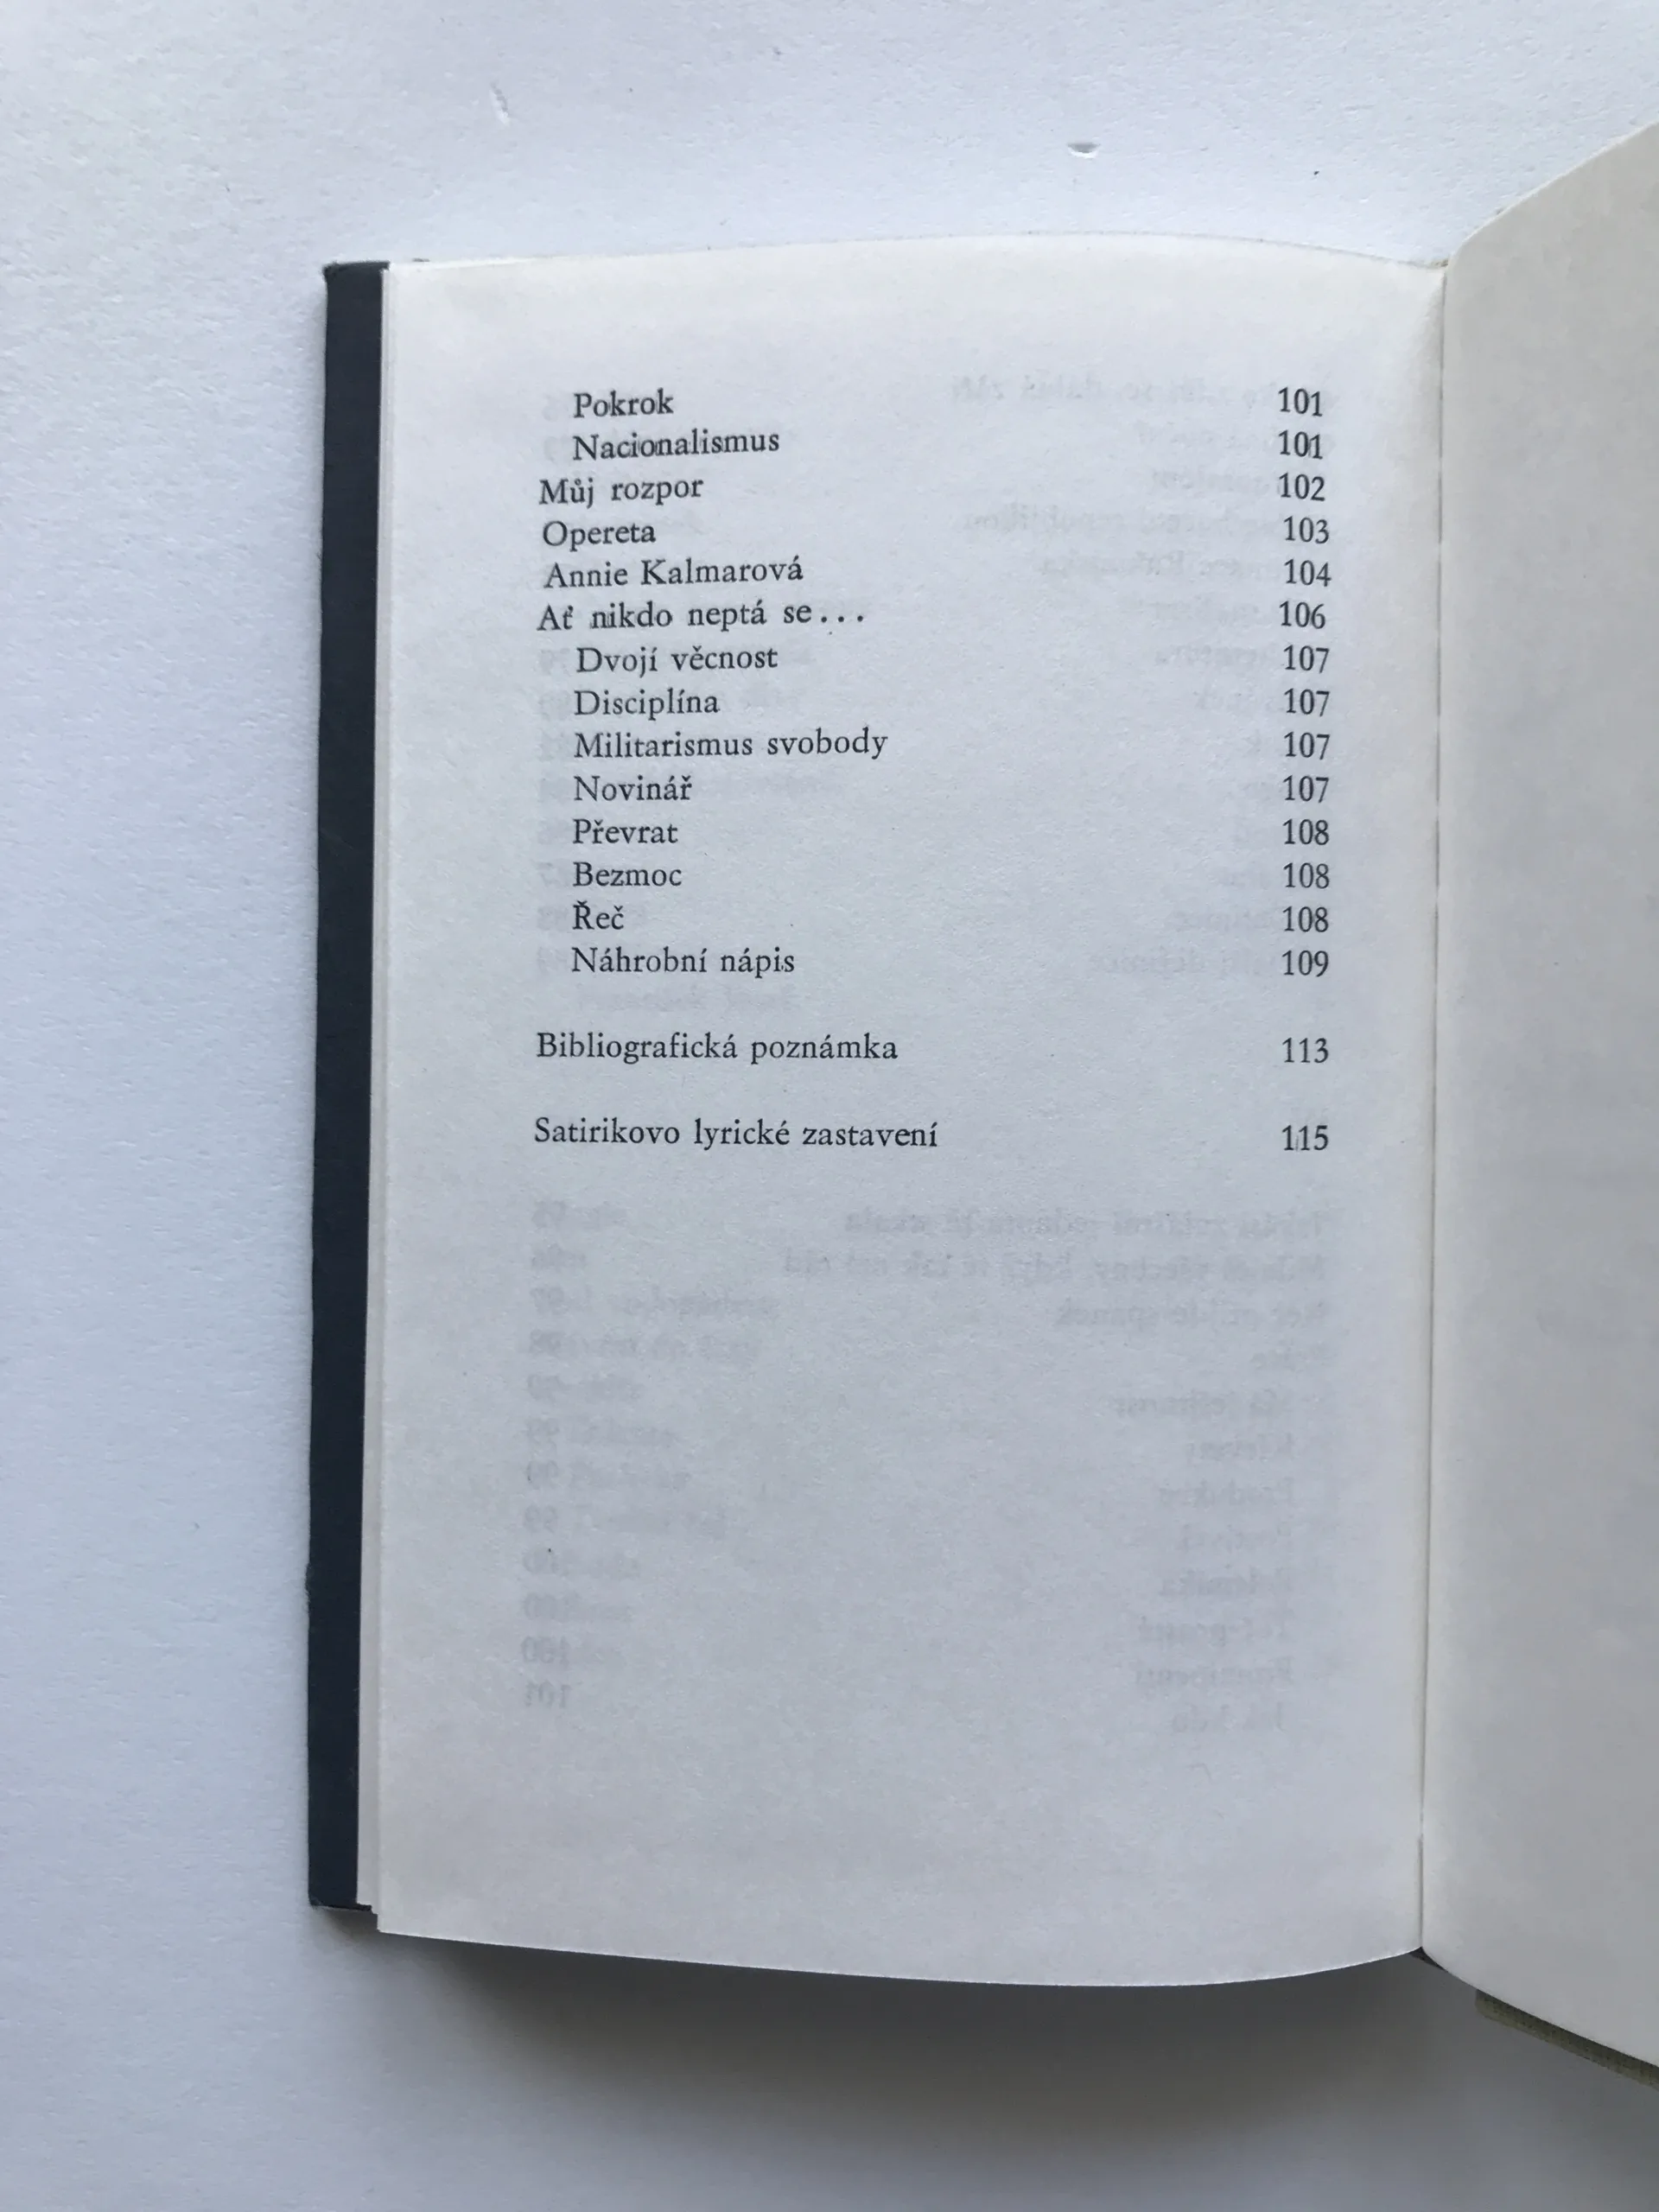 Pokrok 101
Nacionalismus 101
Můj rozpor 102
Opereta 103
Annie Kalmarová 104
Ať nikdo neptá se... 106
Dvojí věcnost 107
Disciplína 107
Militarismus svobody 107
Novinář 107
Převrat 108
Bezmoc 108
Řeč 108
Náhrobní nápis 109
Bibliografická poznámka 113
Satirikovo lyrické zastavení 115